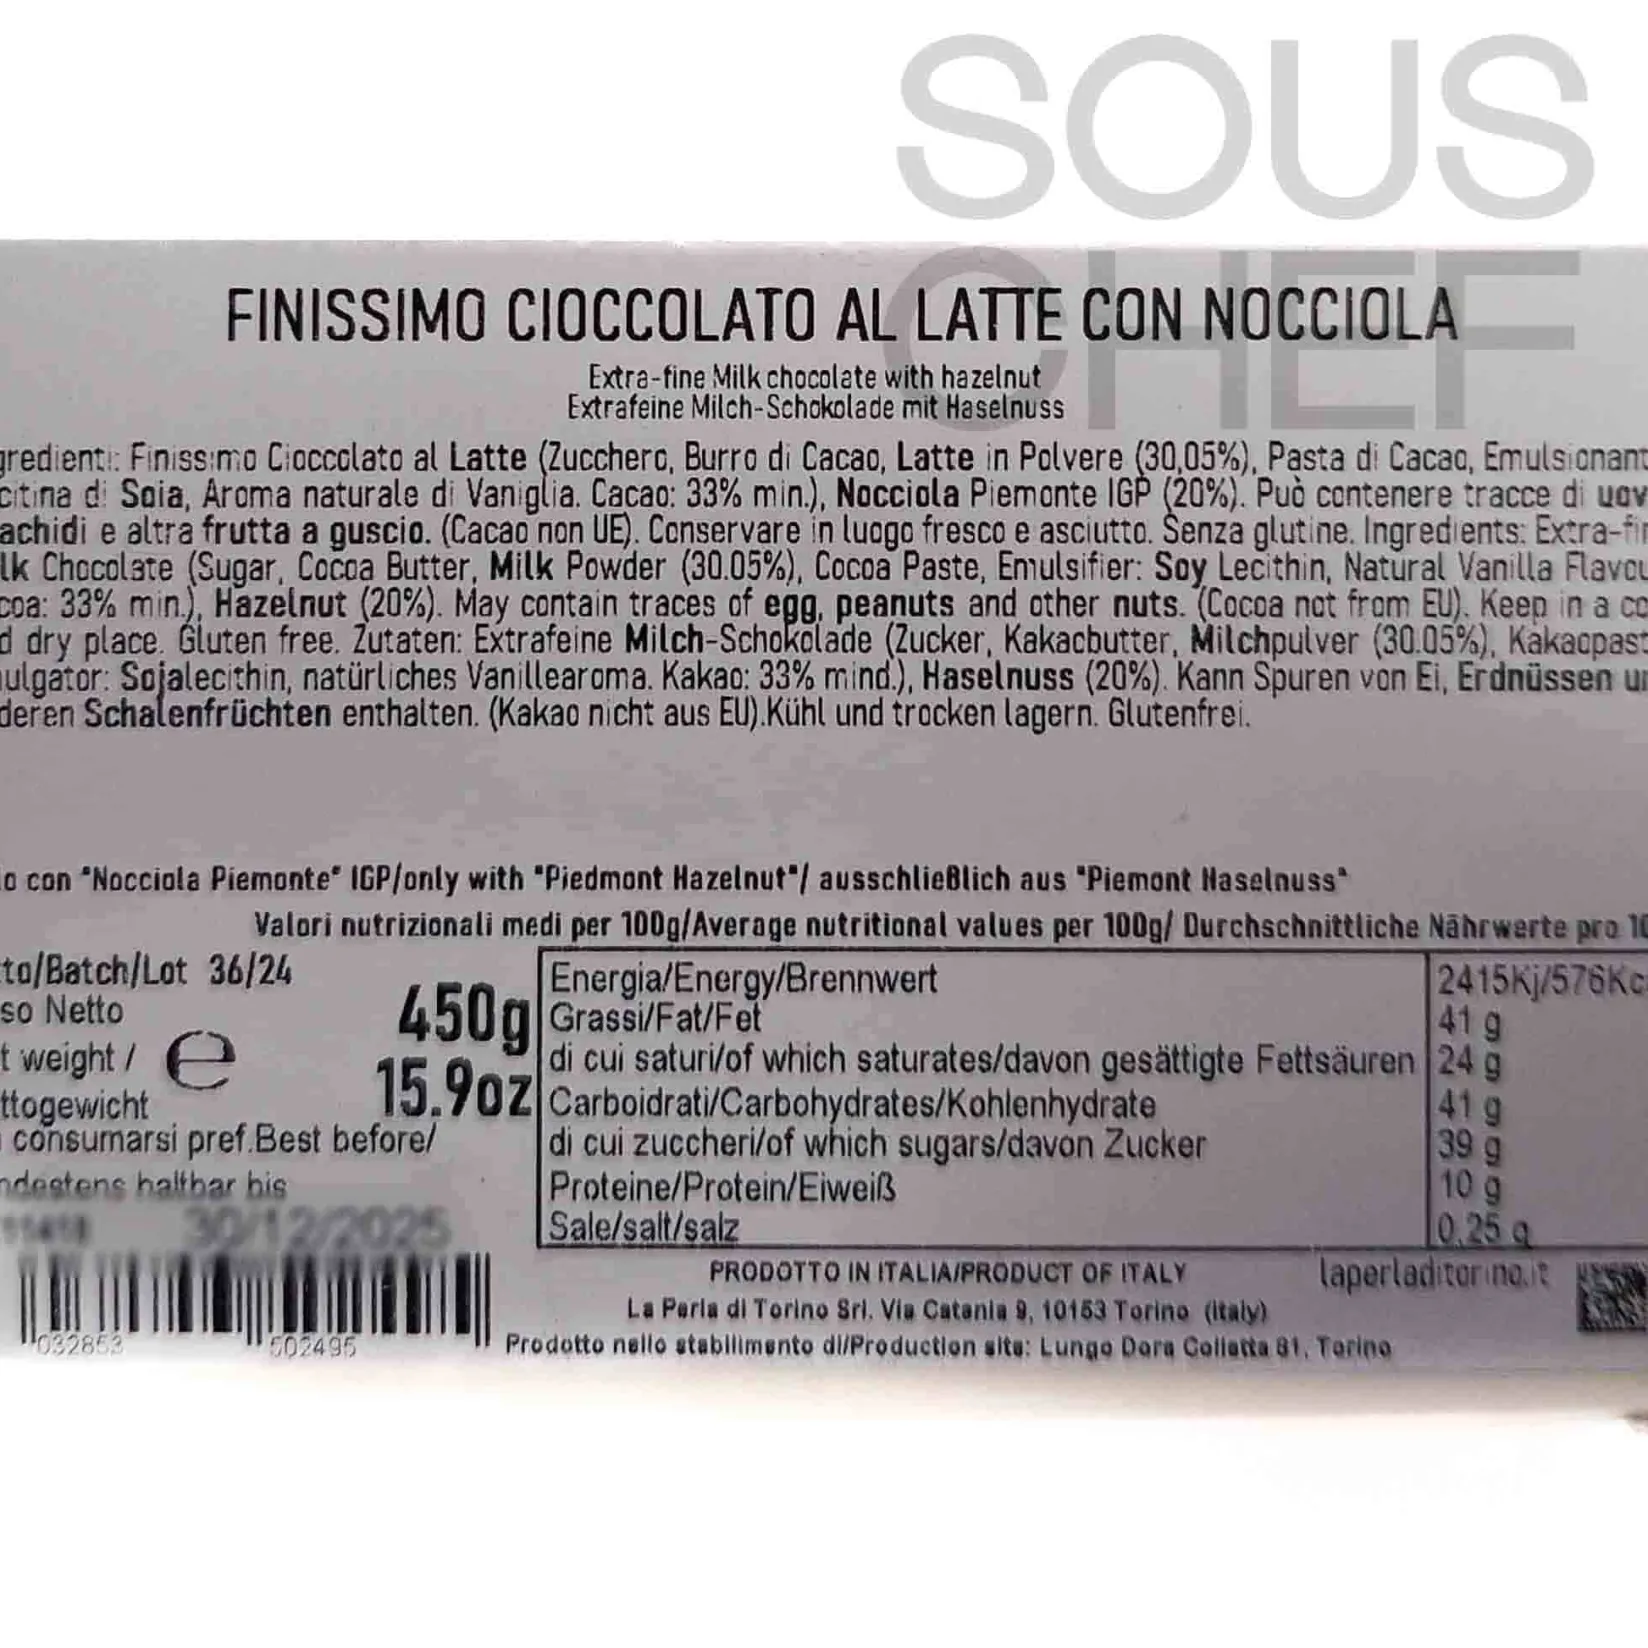 SOUS
CHEF
FINISSIMO CIOCCOLATO AL LATTE CON NOCCIOLA
Extra-fine Milk chocolate with hazelnut
Extrafeine Milch-Schokolade mit Haselnuss
gredienti: Finissimo Cioccolato al Latte (Zucchero, Burro di Cacao, Latte in Polvere (30,05%), Pasta di Cacao, Emulsionant
citina di Soia, Aroma naturale di Vaniglia. Cacao: 33% min.), Nocciola Piemonte IGP (20%). Può contenere tracce di uov
achidi e altra frutta a guscio. (Cacao non UE). Conservare in luogo fresco e asciutto. Senza glutine. Ingredients: Extra-fin
lk Chocolate (Sugar, Cocoa Butter, Milk Powder (30.05%), Cocoa Paste, Emulsifier: Soy Lecithin, Natural Vanilla Flavou
coa: 33% min.), Hazelnut (20%). May contain traces of egg, peanuts and other nuts. (Cocoa not from EU). Keep in a co
d dry place. Gluten free. Zutaten: Extrafeine Milch-Schokolade (Zucker, Kakaobutter, Milchpulver (30.05%), Kakaopas
ulgator: Sojalecithin, natürliches Vanillearoma. Kakao: 33% mind.), Haselnuss (20%). Kann Spuren von Ei, Erdnüssen un
deren Schalenfrüchten enthalten. (Kakao nicht aus EU).Kühl und trocken lagern. Glutenfrei.
o con "Nocciola Piemonte" IGP/only with "Piedmont Hazelnut"/ ausschließlich aus "Piemont Haselnuss"
Valori nutrizionali medi per 100g/Average nutritional values per 100g/ Durchschnittliche Nährwerte pro 10
to/Batch/Lot 36/24
so Netto
t weight / e
ttogewicht
450g
15.9oz
consumarsi pref.Best before/
ndestens haltbar bis
30/12/2025
032853 502495
Energia/Energy/Brennwert 2415Kj/576Kc
Grassi/Fat/Fet 41 g
di cui saturi/of which saturates/davon gesättigte Fettsäuren 24 g
Carboidrati/Carbohydrates/Kohlenhydrate 41 g
di cui zuccheri/of which sugars/davon Zucker 39 g
Proteine/Protein/Eiweiß 10 g
Sale/salt/salz 0,25 g
PRODOTTO IN ITALIA/PRODUCT OF ITALY
laperladitorino.it
La Perla di Torino Srl. Via Catania 9, 10153 Torino (Italy)
Prodotto nello stabilimento di/Production site: Lungo Dora Colletta 81, Torino